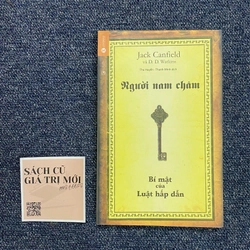 Jack Canfield
và D. D. Watkins
Người nam châm
Bí mật
của
Luật hấp dẫn
SÁCH CŨ
GIÁ TRỊ MỚI